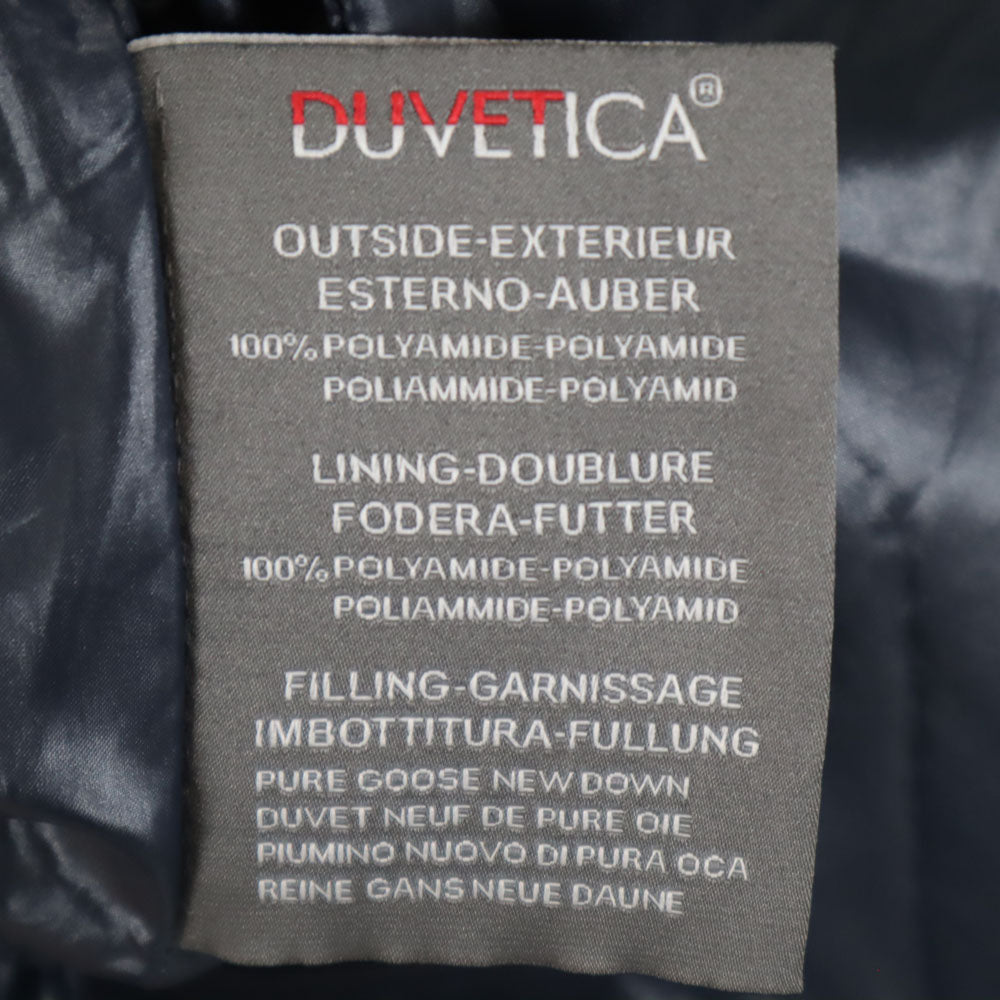 DUVETICA®
OUTSIDE-EXTERIEUR
ESTERNO-AUBER
100%POLYAMIDE-POLYAMIDE
POLIAMMIDE-POLYAMID
LINING-DOUBLURE
FODERA-FUTTER
100%POLYAMIDE-POLYAMIDE
POLIAMMIDE-POLYAMID
FILLING-GARNISSAGE
IMBOTTITURA-FULLUNG
PURE GOOSE NEW DOWN
DUVET NEUF DE PURE OIE
PIUMINO NUOVO DI PURA OCA
REINE GANS NEUE DAUNE